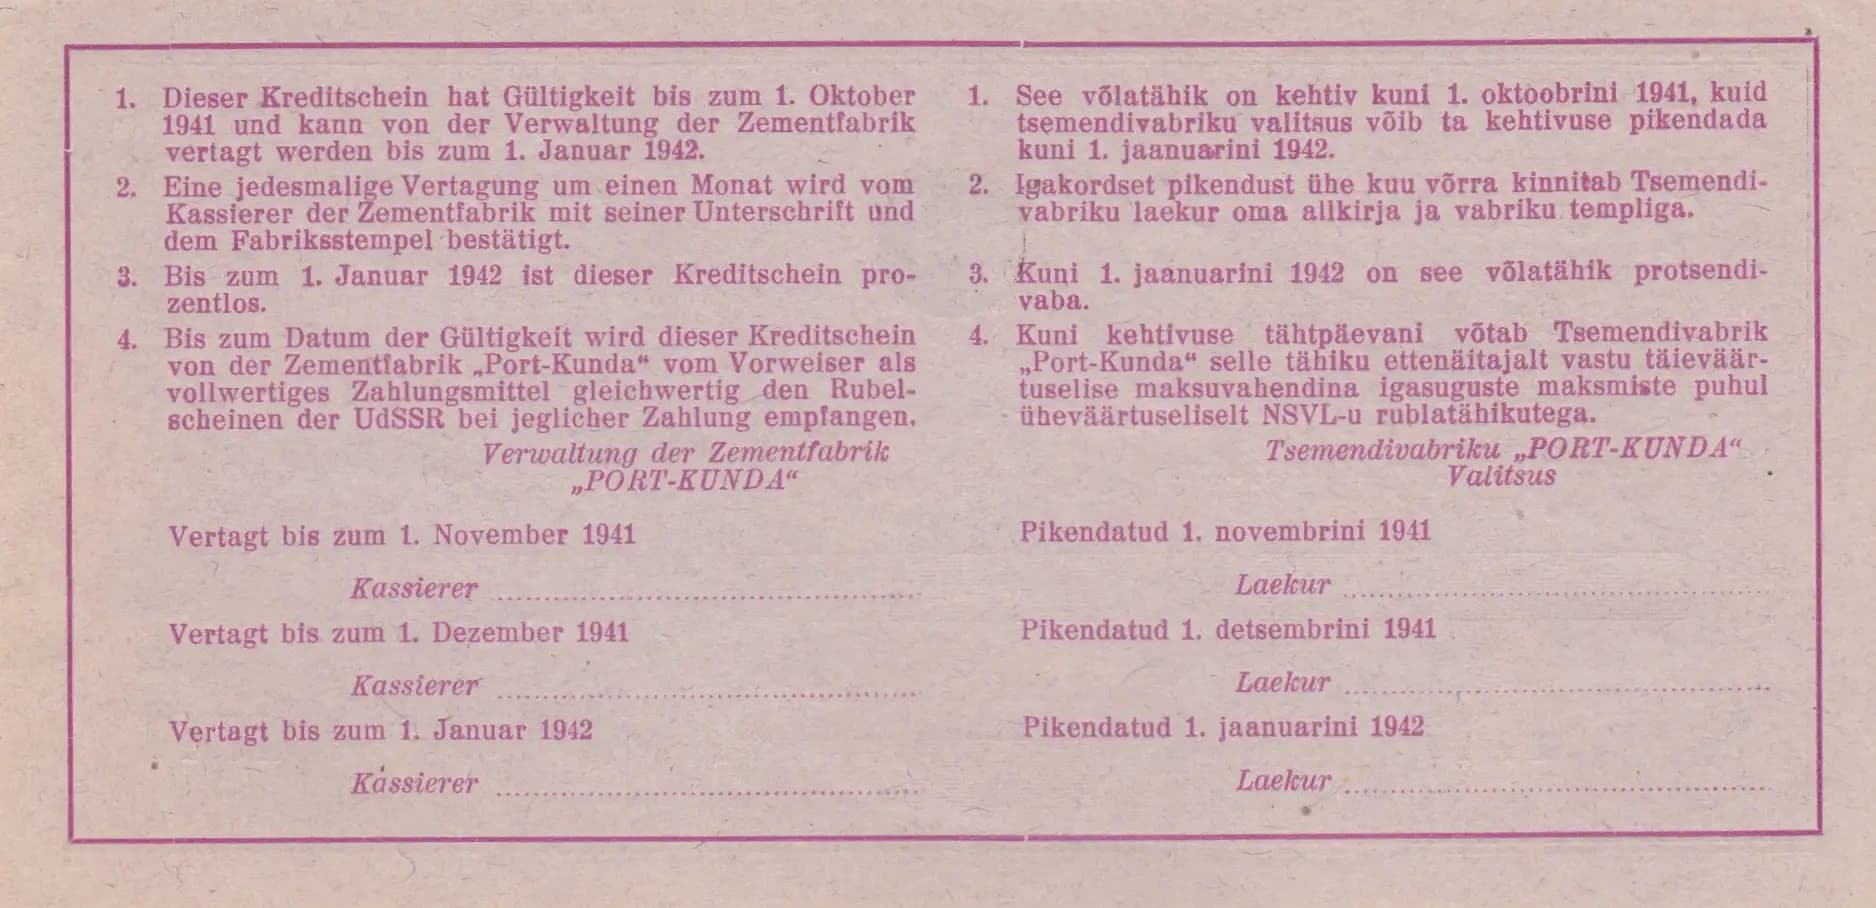 1. Dieser Kreditschein hat Gültigkeit bis zum 1. Oktober
1941 und kann von der Verwaltung der Zementfabrik
vertagt werden bis zum 1. Januar 1942.
2. Eine jedesmalige Vertagung um einen Monat wird vom
Kassierer der Zementfabrik mit seiner Unterschrift und
dem Fabriksstempel bestätigt.
3. Bis zum 1. Januar 1942 ist dieser Kreditschein pro-
zentlos.
4. Bis zum Datum der Gültigkeit wird dieser Kreditschein
von der Zementfabrik „Port-Kunda“ vom Vorweiser als
vollwertiges Zahlungsmittel gleichwertig den Rubel-
scheinen der UdSSR bei jeglicher Zahlung empfangen.
Verwaltung der Zementfabrik
„PORT-KUNDA“
Vertagt bis zum 1. November 1941
Kassierer
Vertagt bis zum 1. Dezember 1941
Kassierer
Vertagt bis zum 1. Januar 1942
Kassierer
1. See võlatähik on kehtiv kuni 1. oktoobrini 1941, kuid
tsemendivabriku valitsus võib ta kehtivuse pikendada
kuni 1. jaanuarini 1942.
2. Igakordset pikendust ühe kuu võrra kinnitab Tsemendi-
vabriku laekur oma allkirja ja vabriku templiga.
3. Kuni 1. jaanuarini 1942 on see võlatähik protsendi-
vaba.
4. Kuni kehtivuse tähtpäevani võtab Tsemendivabrik
„Port-Kunda“ selle tähiku ettenäitajalt vastu täieväär-
tuselise maksuvahendina igasuguste maksmiste puhul
üheväärtuseliselt NSVL-u rublatähikutega.
Tsemendivabriku „PORT-KUNDA“
Valitsus
Pikendatud 1. novembrini 1941
Laekur
Pikendatud 1. detsembrini 1941
Laekur
Pikendatud 1. jaanuarini 1942
Laekur